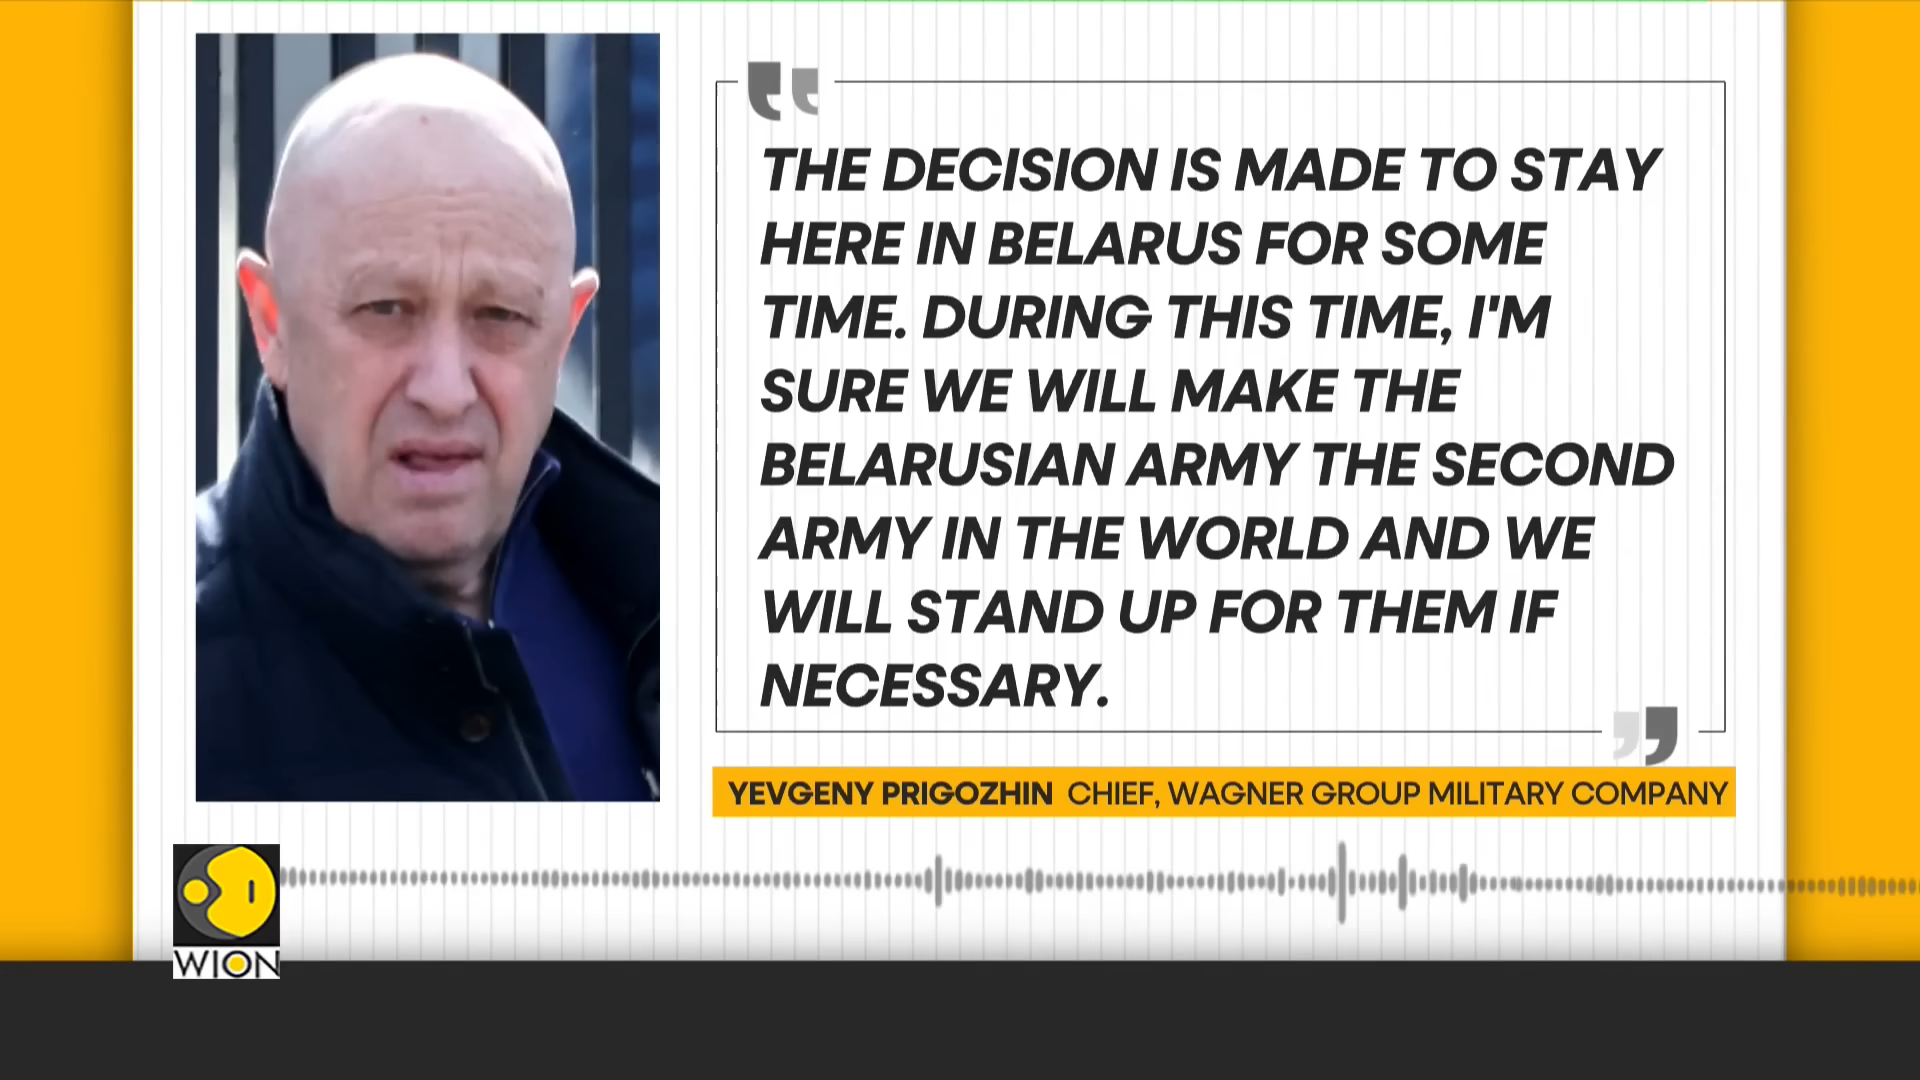 THE DECISION IS MADE TO STAY
HERE IN BELARUS FOR SOME
TIME. DURING THIS TIME, I'M
SURE WE WILL MAKE THE
BELARUSIAN ARMY THE SECOND
ARMY IN THE WORLD AND WE
WILL STAND UP FOR THEM IF
NECESSARY.
YEVGENY PRIGOZHIN CHIEF, WAGNER GROUP MILITARY COMPANY
WION